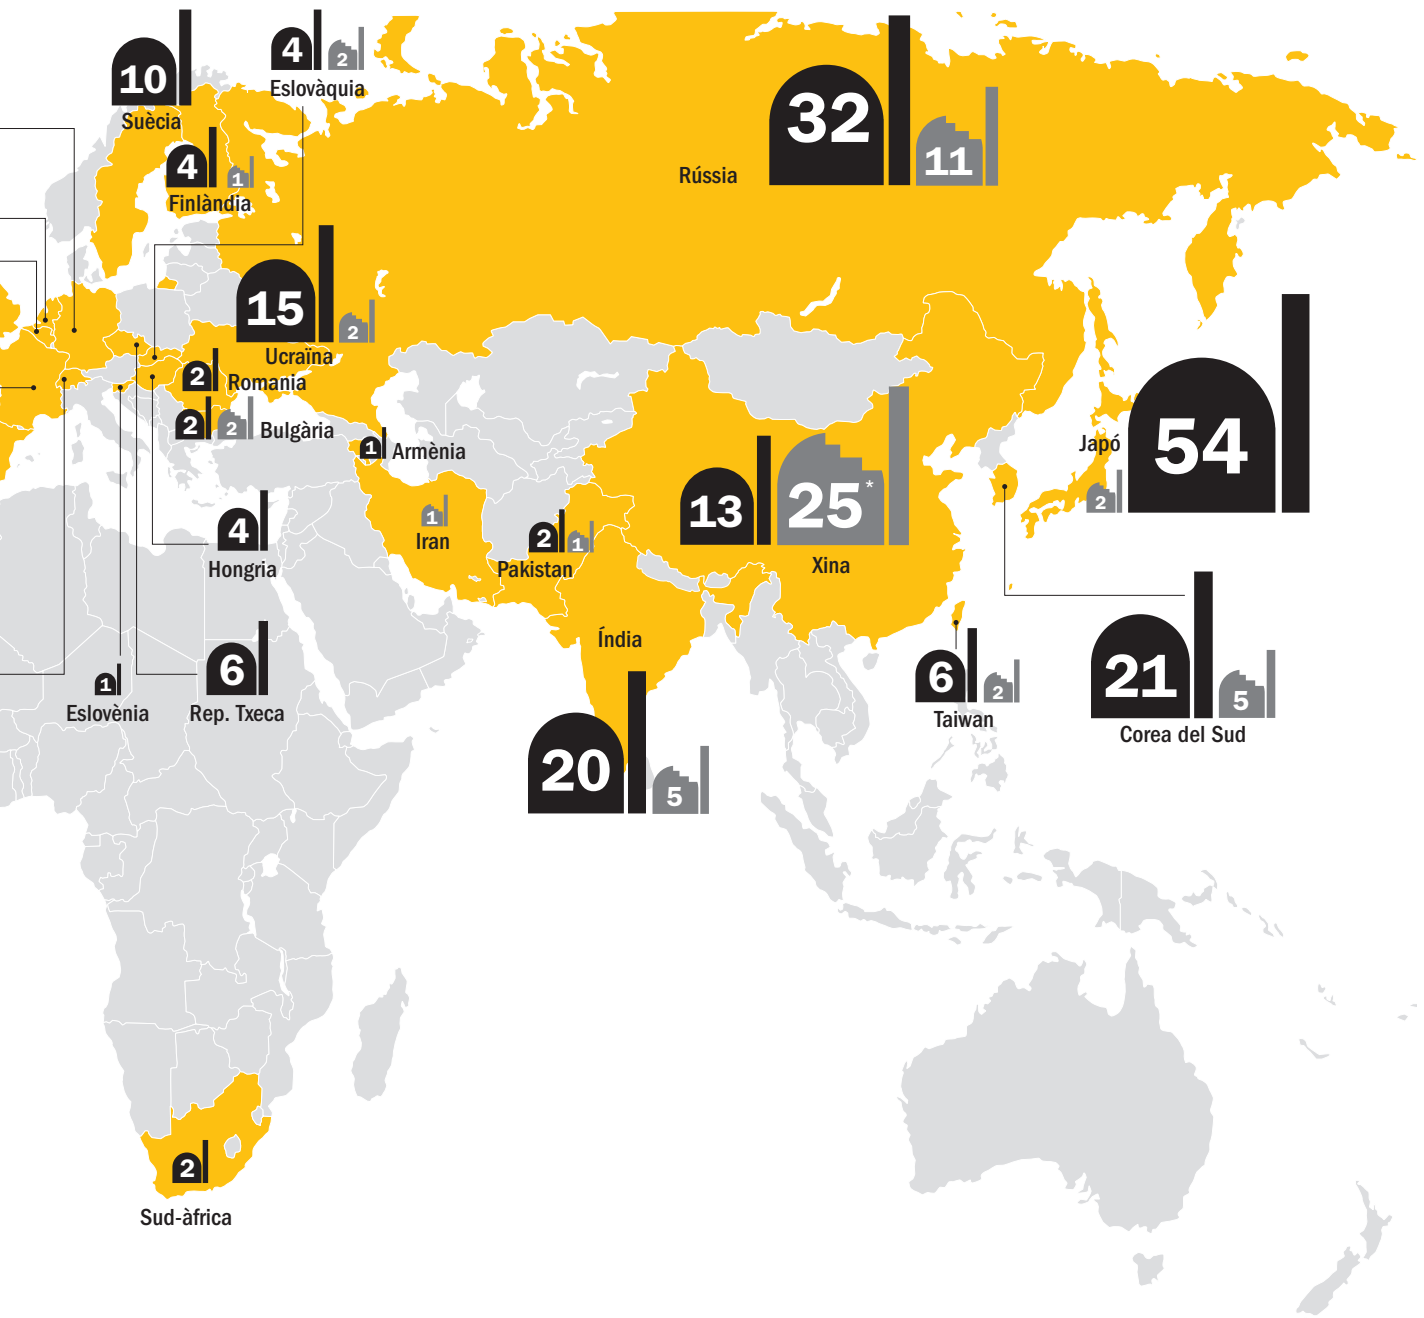 10
Suècia
4
2
Eslovàquia
4
1
Finlàndia
32
11
Rússia
15
2
Ucraïna
2
Romania
2
2
Bulgària
1
Armènia
54
2
Japó
13
25*
Xina
4
Hongria
1
Iran
2
1
Pakistan
Índia
20
5
6
2
Taiwan
21
5
Corea del Sud
1
Eslovènia
6
Rep. Txeca
2
Sud-àfrica